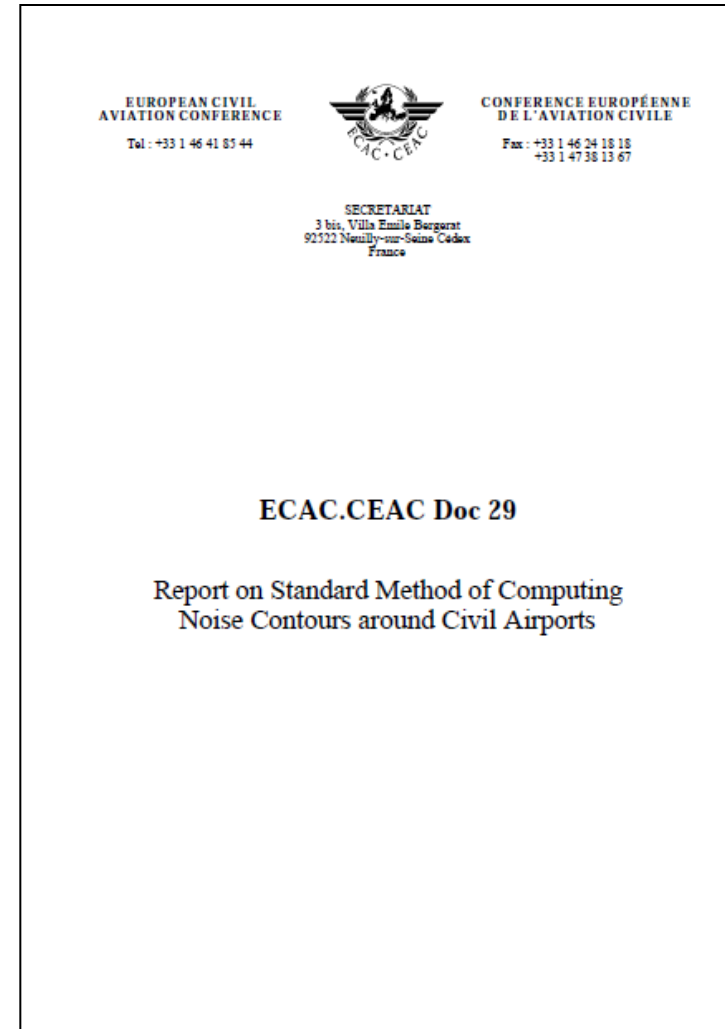 EUROPEAN CIVIL
AVIATION CONFERENCE
Tel : +33 1 46 41 85 44
ECAC • CEAC
CONFERENCE EUROPÉENNE
DE L'AVIATION CIVILE
Fax : +33 1 46 24 18 18
+33 1 47 38 13 67
SECRETARIAT
3 bis, Villa Emile Bergerat
92522 Neuilly-sur-Seine Cédex
France
ECAC.CEAC Doc 29
Report on Standard Method of Computing
Noise Contours around Civil Airports